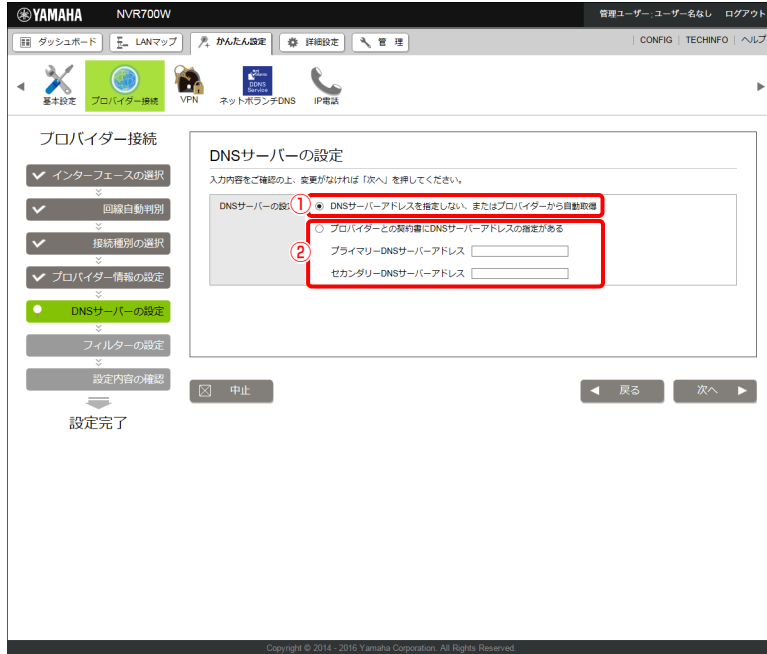 YAMAHA NVR700W 管理ユーザー:ユーザー名なし ログアウト
ダッシュボード LANマップ かんたん設定 詳細設定 管 理 CONFIG TECHINFO ヘルプ
基本設定 プロバイダー接続 VPN DDNS Service ネットボランチDNS IP電話
プロバイダー接続
インターフェースの選択
回線自動判別
接続種別の選択
プロバイダー情報の設定
DNSサーバーの設定
フィルターの設定
設定内容の確認
設定完了
DNSサーバーの設定
入力内容をご確認の上、変更がなければ「次へ」を押してください。
DNSサーバーの設定 ① DNSサーバーアドレスを指定しない、またはプロバイダーから自動取得
② プロバイダーとの契約書にDNSサーバーアドレスの指定がある
プライマリーDNSサーバーアドレス
セカンダリーDNSサーバーアドレス
中止 戻る 次へ
Copyright © 2014 - 2016 Yamaha Corporation. All Rights Reserved.